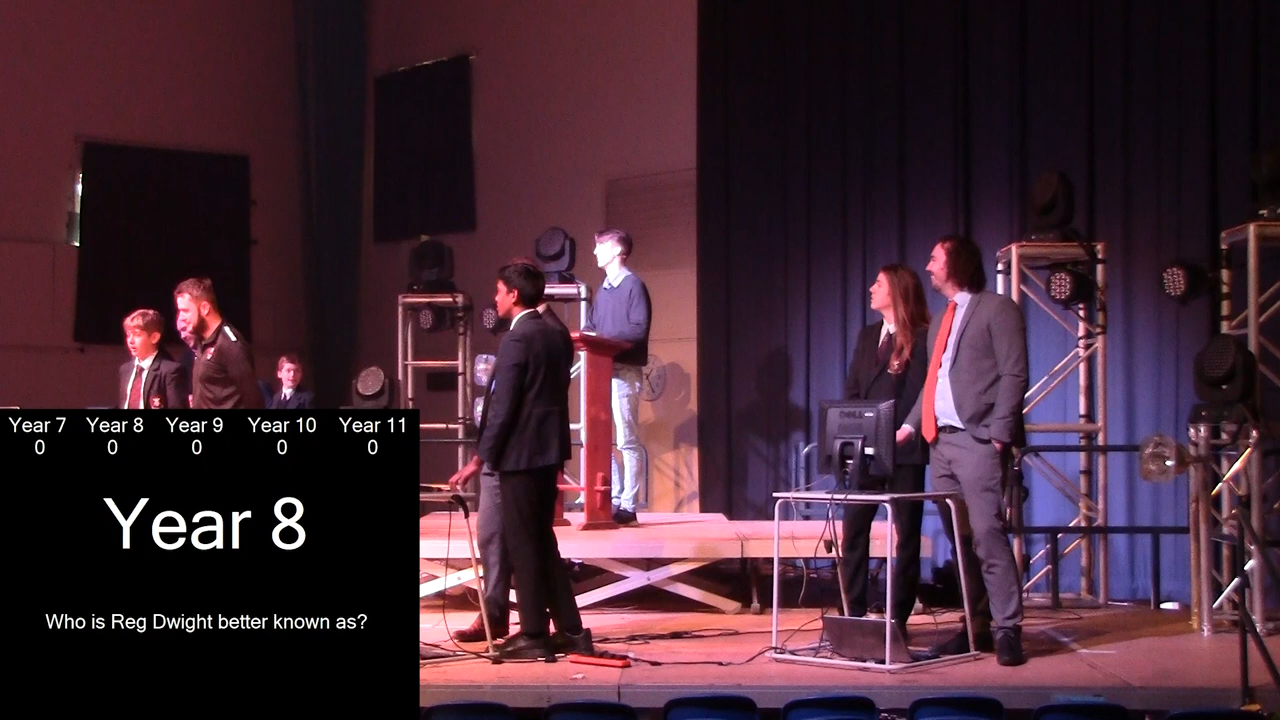 Year 7 Year 8 Year 9 Year 10 Year 11
0 0 0 0 0
Year 8
Who is Reg Dwight better known as?
DELL